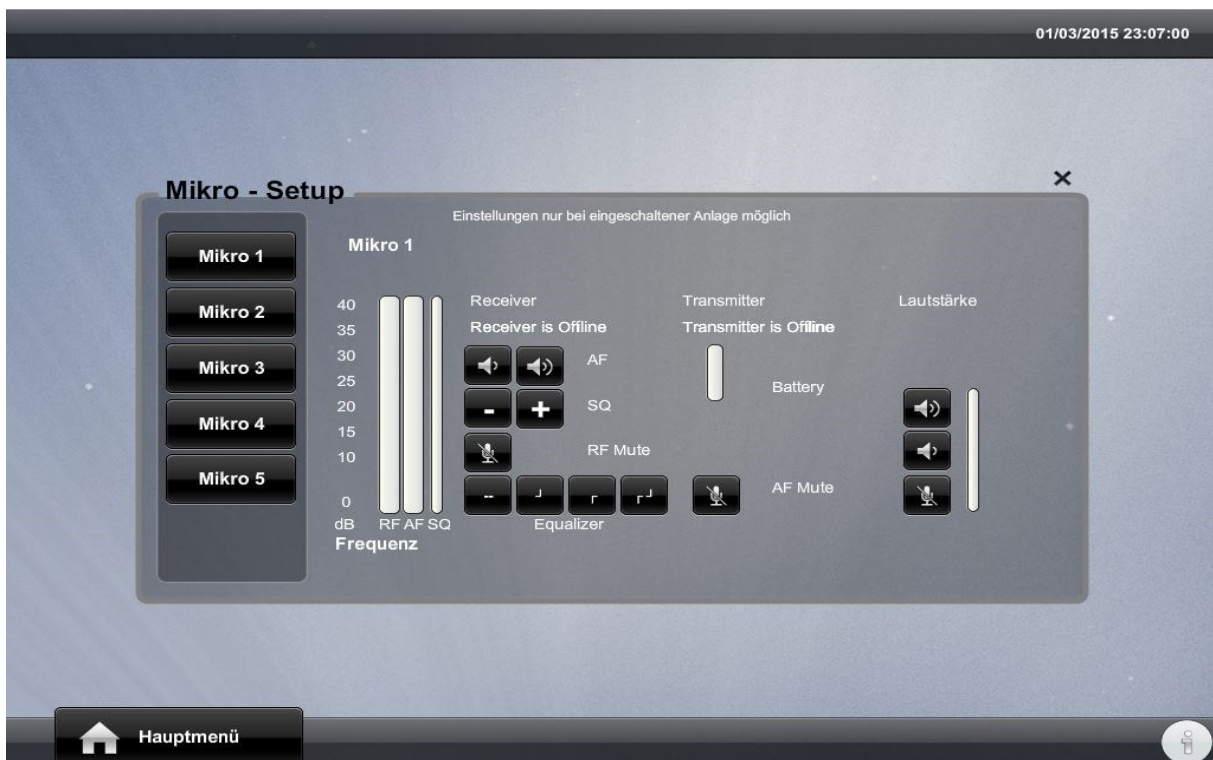 01/03/2015 23:07:00
Mikro - Setup
Einstellungen nur bei eingeschaltener Anlage möglich
Mikro 1
Mikro 2
Mikro 3
Mikro 4
Mikro 5
Mikro 1
40
35
30
25
20
15
10
0
dB RF AF SQ
Frequenz
Receiver
Receiver is Offline
AF
- + SQ
RF Mute
--
Equalizer
Transmitter
Transmitter is Offline
Battery
AF Mute
Lautstärke
Hauptmenü